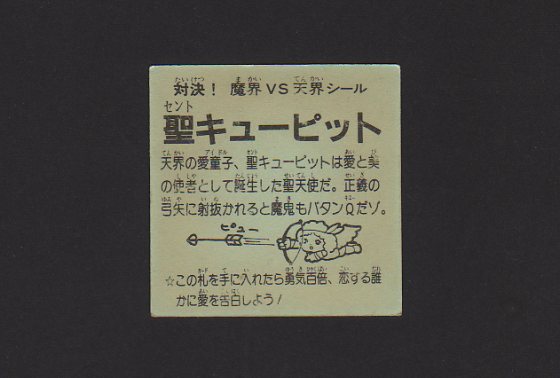 対決！ 魔界VS天界シール
聖キューピット
天界の愛童子、聖キューピットは愛と美
の使者として誕生した聖天使だ。正義の
弓矢に射抜かれると魔鬼もバタンQだゾ。
ピュー
☆この札を手に入れたら勇気百倍、恋する誰
かに愛を告白しよう！